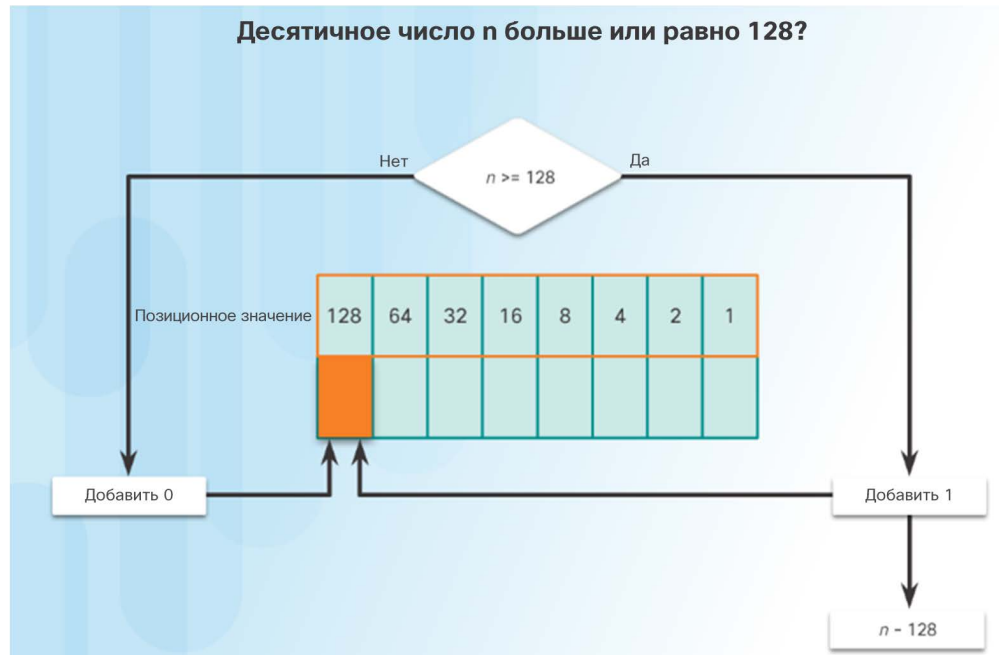 Десятичное число n больше или равно 128?
Нет
Да
n >= 128
Позиционное значение 128 64 32 16 8 4 2 1
Добавить 0
Добавить 1
n - 128